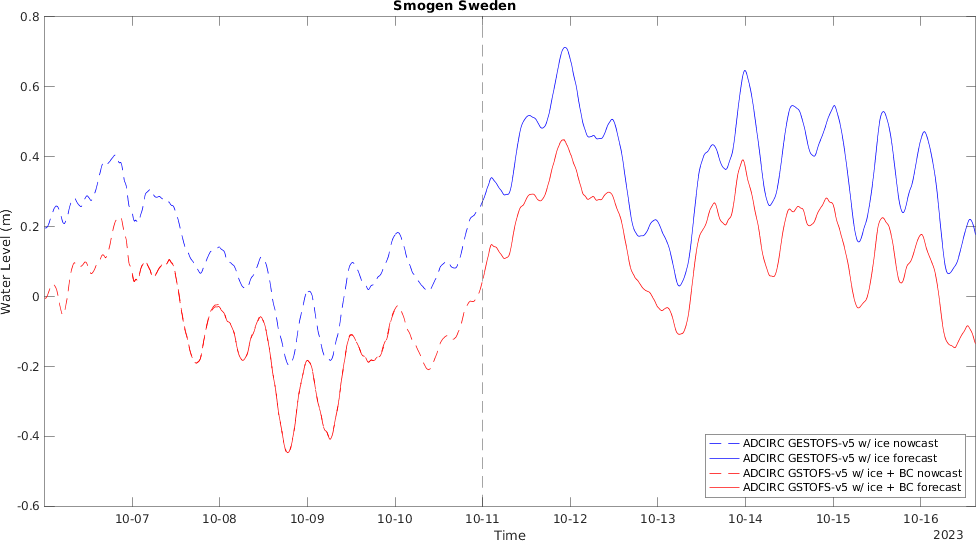 Smogen Sweden
Water Level (m)
0.8
0.6
0.4
0.2
0
-0.2
-0.4
-0.6
10-07
10-08
10-09
10-10
10-11
10-12
10-13
10-14
10-15
10-16
Time
2023
ADCIRC GESTOFS-v5 w/ ice nowcast
ADCIRC GESTOFS-v5 w/ ice forecast
ADCIRC GSTOFS-v5 w/ ice + BC nowcast
ADCIRC GSTOFS-v5 w/ ice + BC forecast